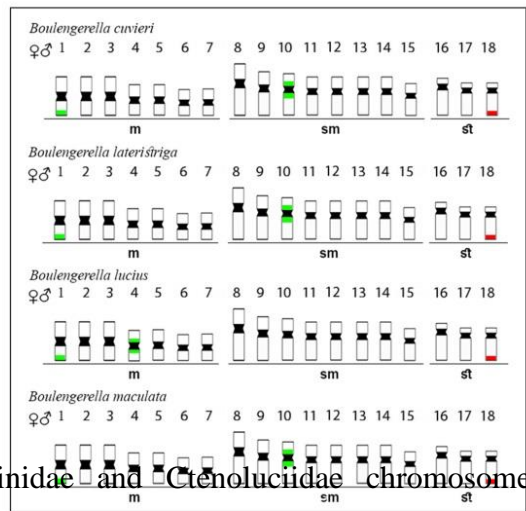 Boulengerella cuvieri
♀♂ 1 2 3 4 5 6 7 8 9 10 11 12 13 14 15 16 17 18
m sm st
Boulengerella lateristriga
♀♂ 1 2 3 4 5 6 7 8 9 10 11 12 13 14 15 16 17 18
m sm st
Boulengerella lucius
♀♂ 1 2 3 4 5 6 7 8 9 10 11 12 13 14 15 16 17 18
m sm st
Boulengerella maculata
♀♂ 1 2 3 4 5 6 7 8 9 10 11 12 13 14 15 16 17 18
inidae and Ctenoluciidae chromosome
m sm st